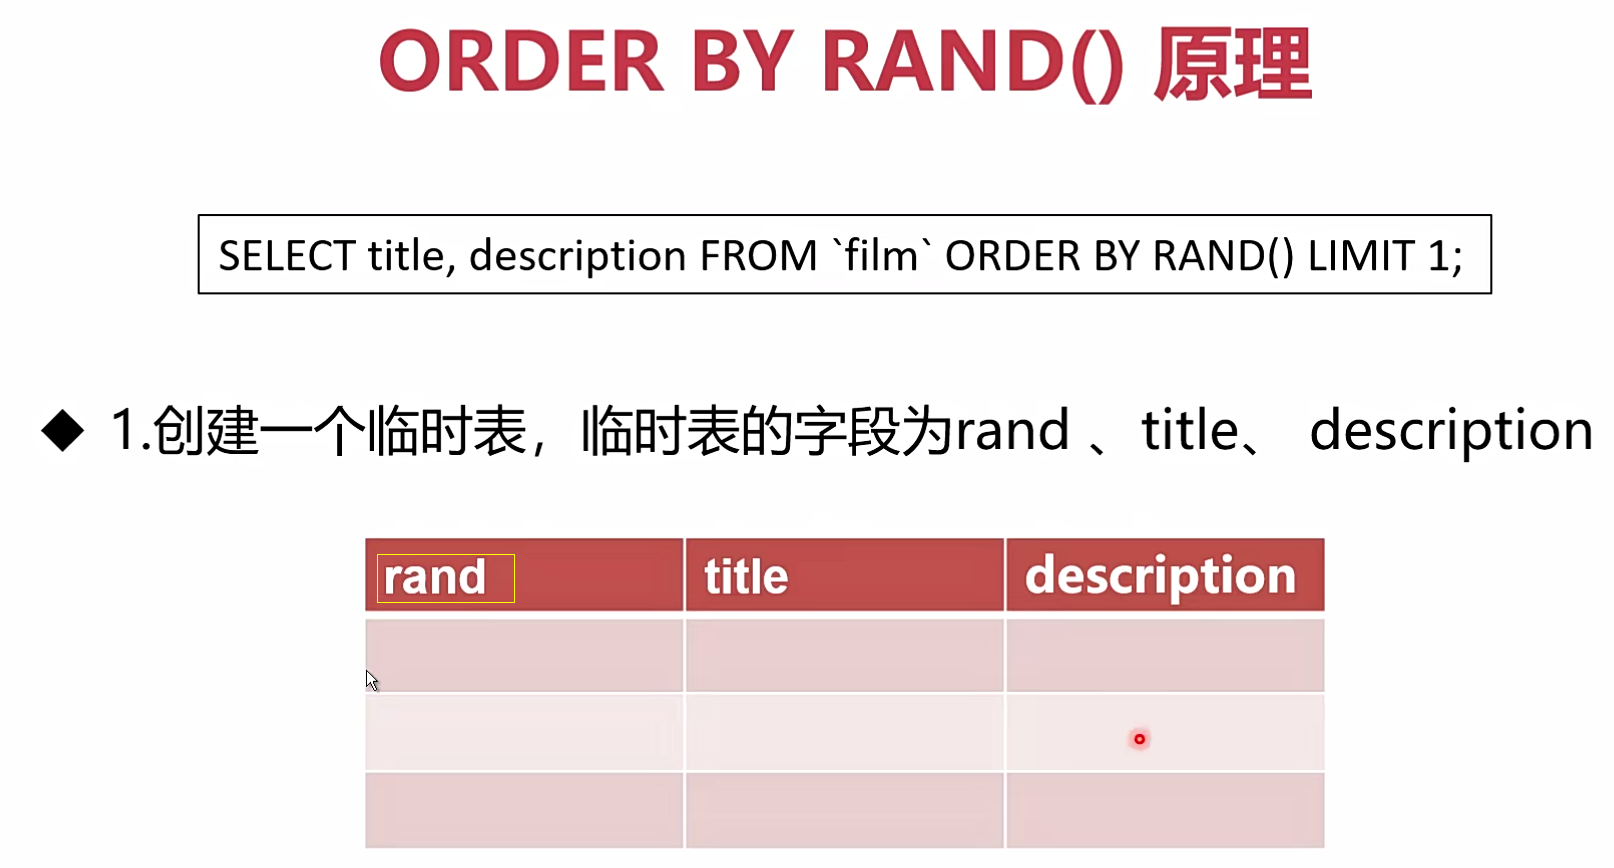 ORDER BY RAND() 原理
SELECT title, description FROM `film` ORDER BY RAND() LIMIT 1;
◆ 1.创建一个临时表，临时表的字段为rand 、title、 description
rand title description